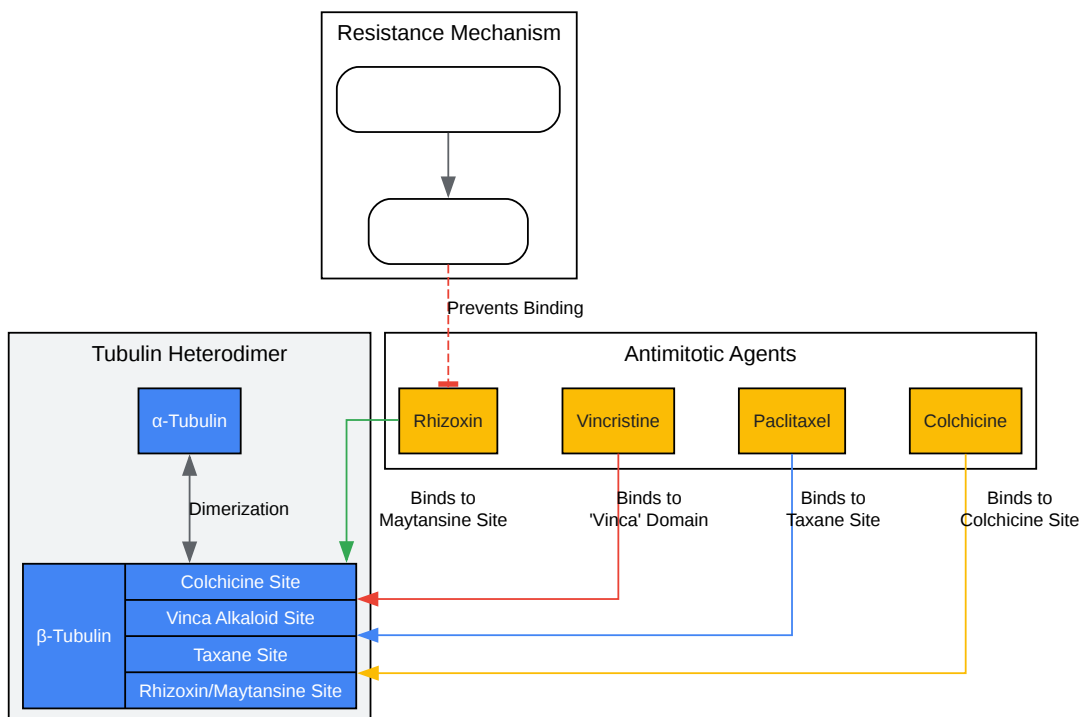 Resistance Mechanism
Prevents Binding
Tubulin Heterodimer
α-Tubulin
Dimerization
β-Tubulin
Colchicine Site
Vinca Alkaloid Site
Taxane Site
Rhizoxin/Maytansine Site
Antimitotic Agents
Rhizoxin
Vincristine
Paclitaxel
Colchicine
Binds to
Maytansine Site
Binds to
'Vinca' Domain
Binds to
Taxane Site
Binds to
Colchicine Site